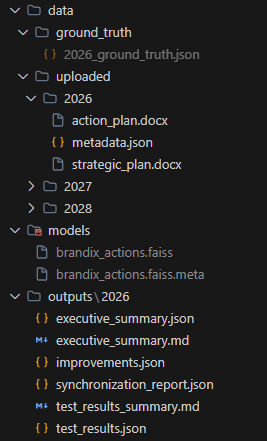 data
ground_truth
{} 2026_ground_truth.json
uploaded
2026
action_plan.docx
{} metadata.json
strategic_plan.docx
2027
2028
models
brandix_actions.faiss
brandix_actions.faiss.meta
outputs\2026
{} executive_summary.json
executive_summary.md
{} improvements.json
{} synchronization_report.json
test_results_summary.md
{} test_results.json